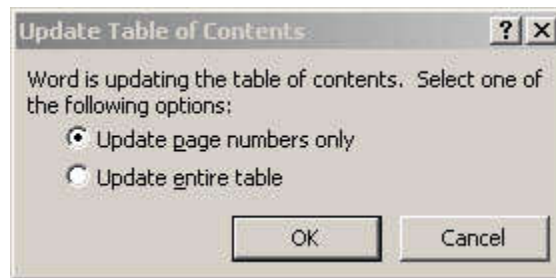 Update Table of Contents
Word is updating the table of contents. Select one of
the following options:
Update page numbers only
Update entire table
OK Cancel